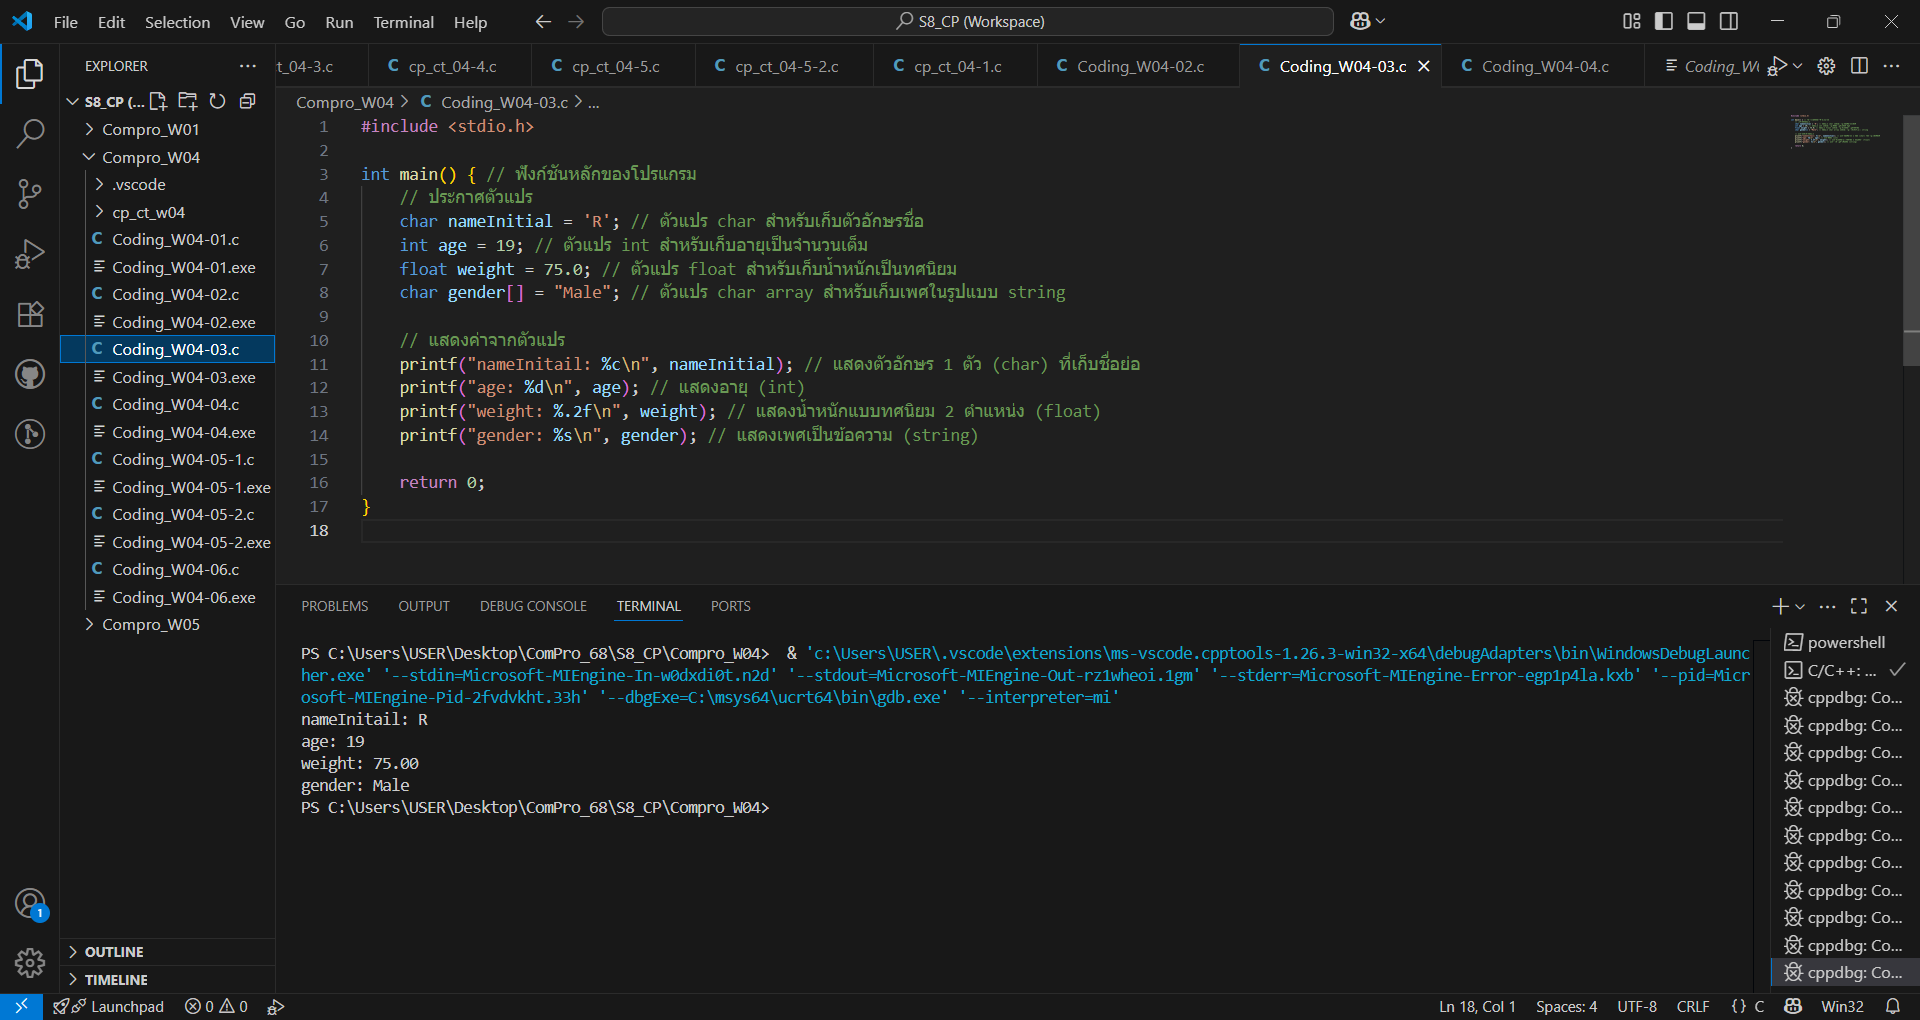 File Edit Selection View Go Run Terminal Help
S8_CP (Workspace)
EXPLORER
ct_04-3.c cp_ct_04-4.c cp_ct_04-5.c cp_ct_04-5-2.c cp_ct_04-1.c Coding_W04-02.c Coding_W04-03.c Coding_W04-04.c
S8_CP (...
Compro_W01
Compro_W04
.vscode
cp_ct_w04
Coding_W04-01.c
Coding_W04-01.exe
Coding_W04-02.c
Coding_W04-02.exe
Coding_W04-03.c
Coding_W04-03.exe
Coding_W04-04.c
Coding_W04-04.exe
Coding_W04-05-1.c
Coding_W04-05-1.exe
Coding_W04-05-2.c
Coding_W04-05-2.exe
Coding_W04-06.c
Coding_W04-06.exe
Compro_W05
OUTLINE
TIMELINE
Compro_W04 > C Coding_W04-03.c > ...
1 #include <stdio.h>
2
3 int main() { // ฟังก์ชันหลักของโปรแกรม
4 // ประกาศตัวแปร
5 char nameInitial = 'R'; // ตัวแปร char สำหรับเก็บตัวอักษรชื่อ
6 int age = 19; // ตัวแปร int สำหรับเก็บอายุเป็นจำนวนเต็ม
7 float weight = 75.0; // ตัวแปร float สำหรับเก็บน้ำหนักเป็นทศนิยม
8 char gender[] = "Male"; // ตัวแปร char array สำหรับเก็บเพศในรูปแบบ string
9
10 // แสดงค่าจากตัวแปร
11 printf("nameInitail: %c\n", nameInitial); // แสดงตัวอักษร 1 ตัว (char) ที่เก็บชื่อย่อ
12 printf("age: %d\n", age); // แสดงอายุ (int)
13 printf("weight: %.2f\n", weight); // แสดงน้ำหนักแบบทศนิยม 2 ตำแหน่ง (float)
14 printf("gender: %s\n", gender); // แสดงเพศเป็นข้อความ (string)
15
16 return 0;
17 }
18
PROBLEMS OUTPUT DEBUG CONSOLE TERMINAL PORTS
PS C:\Users\USER\Desktop\ComPro_68\S8_CP\Compro_W04> & 'c:\Users\USER\.vscode\extensions\ms-vscode.cpptools-1.26.3-win32-x64\debugAdapters\bin\WindowsDebugLaunc
her.exe' '--stdin=Microsoft-MIEngine-In-w0dxdi0t.n2d' '--stdout=Microsoft-MIEngine-Out-rz1wheoi.1gm' '--stderr=Microsoft-MIEngine-Error-egp1p4la.kxb' '--pid=Micr
osoft-MIEngine-Pid-2fvdvkht.33h' '--dbgExe=C:\msys64\ucrt64\bin\gdb.exe' '--interpreter=mi'
nameInitail: R
age: 19
weight: 75.00
gender: Male
PS C:\Users\USER\Desktop\ComPro_68\S8_CP\Compro_W04>
powershell
C/C++: ...
cppdbg: Co...
cppdbg: Co...
cppdbg: Co...
cppdbg: Co...
cppdbg: Co...
cppdbg: Co...
cppdbg: Co...
cppdbg: Co...
cppdbg: Co...
cppdbg: Co...
cppdbg: Co...
1
Launchpad 0 0
Ln 18, Col 1 Spaces: 4 UTF-8 CRLF {} C Win32